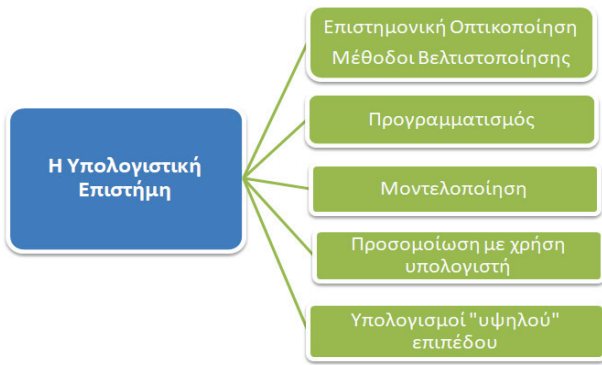 Η Υπολογιστική
Επιστήμη
Επιστημονική Οπτικοποίηση
Μέθοδοι Βελτιστοποίησης
Προγραμματισμός
Μοντελοποίηση
Προσομοίωση με χρήση
υπολογιστή
Υπολογισμοί "υψηλού"
επιπέδου